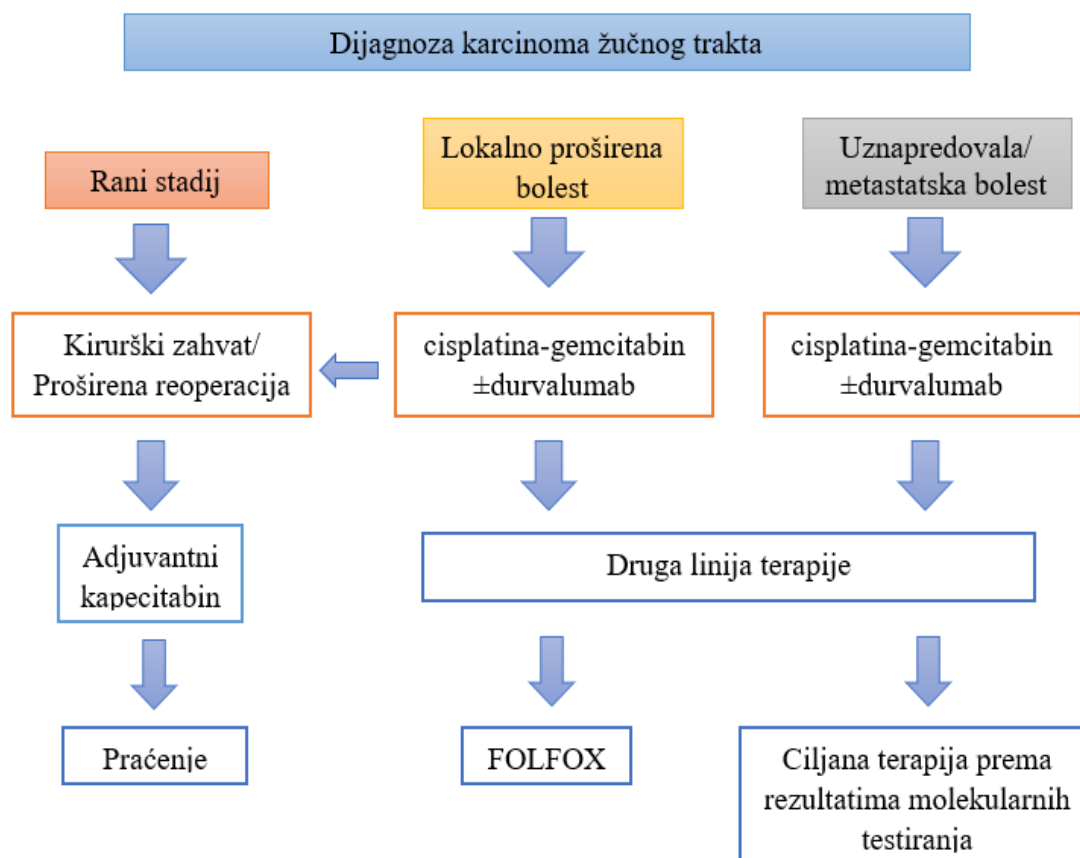 Dijagnoza karcinoma žučnog trakta
Rani stadij
Lokalno proširena
bolest
Uznapredovala/
metastatska bolest
Kirurški zahvat/
Proširena reoperacija
cisplatina-gemcitabin
±durvalumab
cisplatina-gemcitabin
±durvalumab
Adjuvantni
kapecitabin
Druga linija terapije
Praćenje
FOLFOX
Ciljana terapija prema
rezultatima molekularnih
testiranja